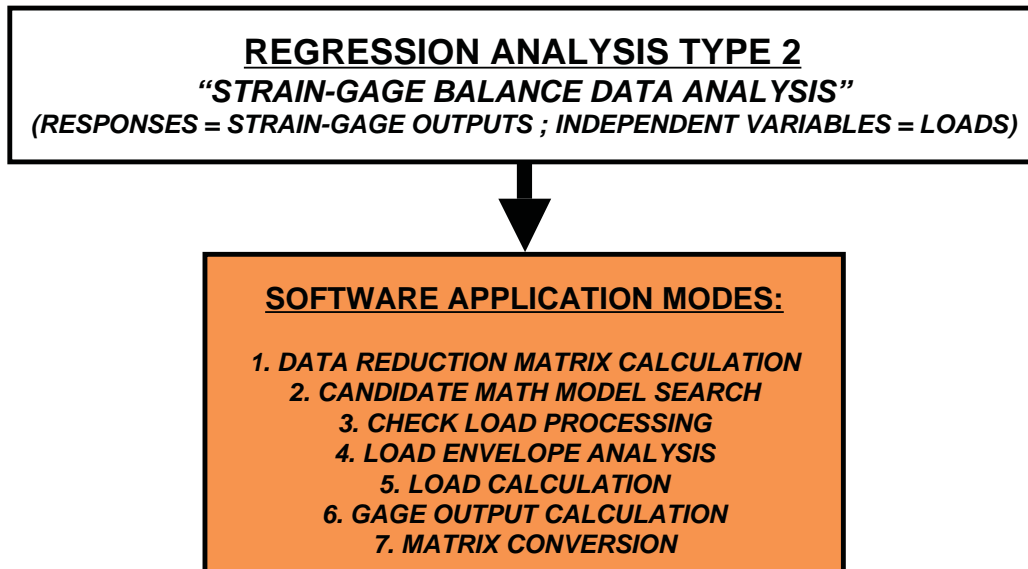 REGRESSION ANALYSIS TYPE 2
“STRAIN-GAGE BALANCE DATA ANALYSIS”
(RESPONSES = STRAIN-GAGE OUTPUTS ; INDEPENDENT VARIABLES = LOADS)
SOFTWARE APPLICATION MODES:
1. DATA REDUCTION MATRIX CALCULATION
2. CANDIDATE MATH MODEL SEARCH
3. CHECK LOAD PROCESSING
4. LOAD ENVELOPE ANALYSIS
5. LOAD CALCULATION
6. GAGE OUTPUT CALCULATION
7. MATRIX CONVERSION